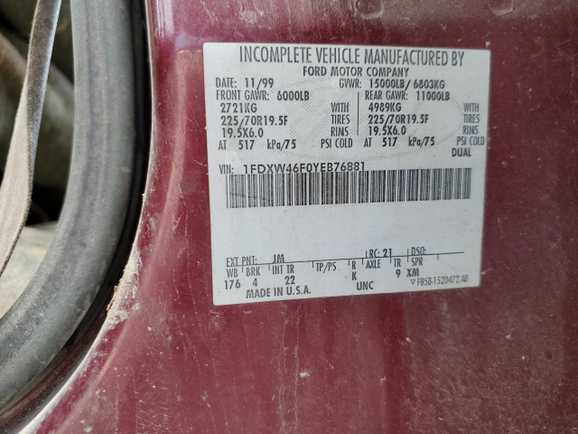 INCOMPLETE VEHICLE MANUFACTURED BY
FORD MOTOR COMPANY
DATE: 11/99 GVWR: 15000LB/ 6803KG
FRONT GAWR: 6000LB REAR GAWR: 11000LB
2721KG WITH 4989KG WITH
225/70R19.5F TIRES 225/70R19.5F TIRES
19.5X6.0 RIMS 19.5X6.0 RIMS
AT 517 kPa/75 PSI COLD AT 517 kPa/75 PSI COLD
DUAL
VIN: 1FDXW46F0YEB76881
EXT PNT: JM RC: 21 DSO:
WB BRK INT TR TP/PS R AXLE TR SPR
176 4 22 K 9 XM
MADE IN U.S.A. UNC